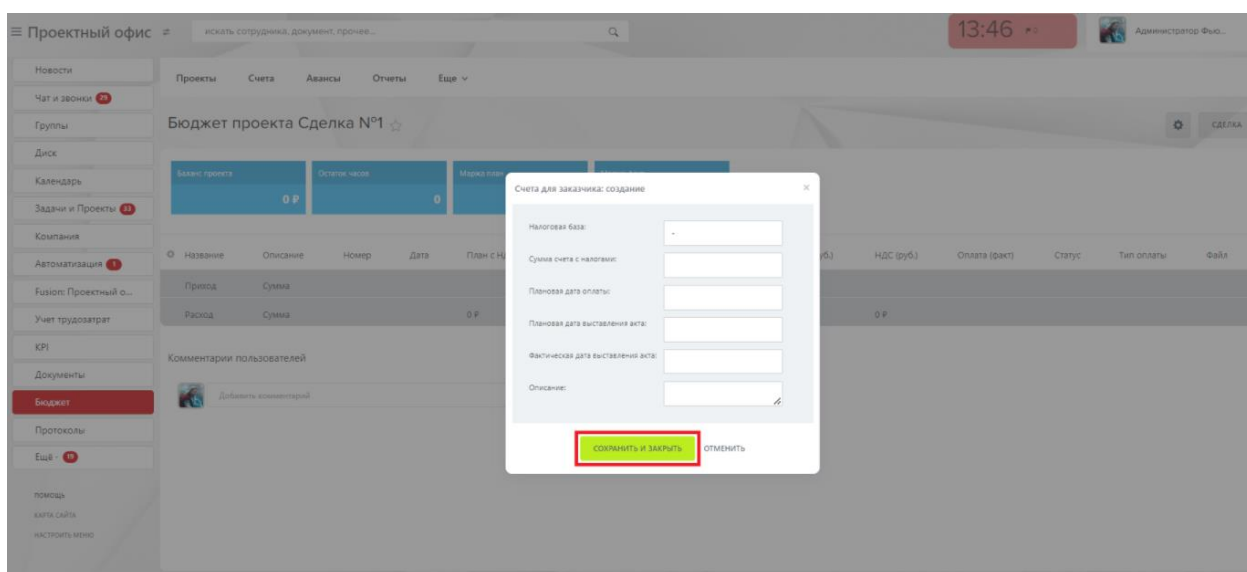 Проектный офис
искать сотрудника, документ, прочее...
13:46
Администратор Фью...
Новости
Чат и звонки 29
Группы
Диск
Календарь
Задачи и Проекты 33
Компания
Автоматизация 1
Fusion: Проектный о...
Учет трудозатрат
KPI
Документы
Бюджет
Протоколы
Ещё -
ПОМОЩЬ
КАРТА САЙТА
НАСТРОИТЬ МЕНЮ
Проекты Счета Авансы Отчеты Еще
Бюджет проекта Сделка №1
СДЕЛКА
Баланс проекта Остаток часов Маржа план
0 ₽ 0
Название Описание Номер Дата План с НДС (руб.) Оплата (факт) Статус Тип оплаты Файл
Приход Сумма
Расход Сумма 0 ₽ 0 ₽
Комментарии пользователей
Добавить комментарий
Счета для заказчика: создание
Налоговая база: -
Сумма счета с налогами:
Плановая дата оплаты:
Плановая дата выставления акта:
Фактическая дата выставления акта:
Описание:
СОХРАНИТЬ И ЗАКРЫТЬ ОТМЕНИТЬ